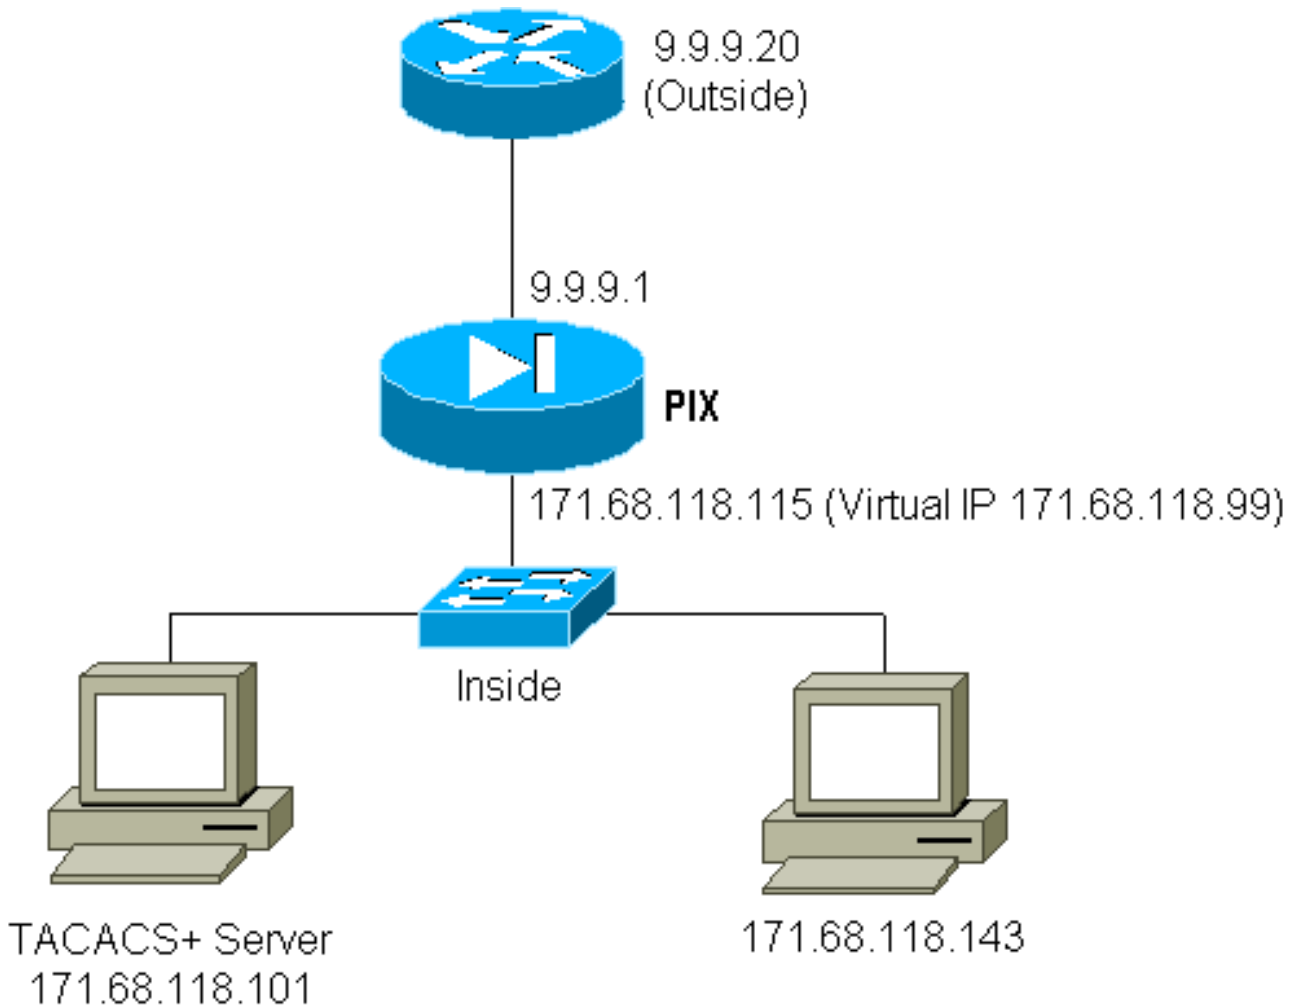 9.9.9.20
(Outside)
9.9.9.1
PIX
171.68.118.115 (Virtual IP 171.68.118.99)
Inside
TACACS+ Server
171.68.118.101
171.68.118.143